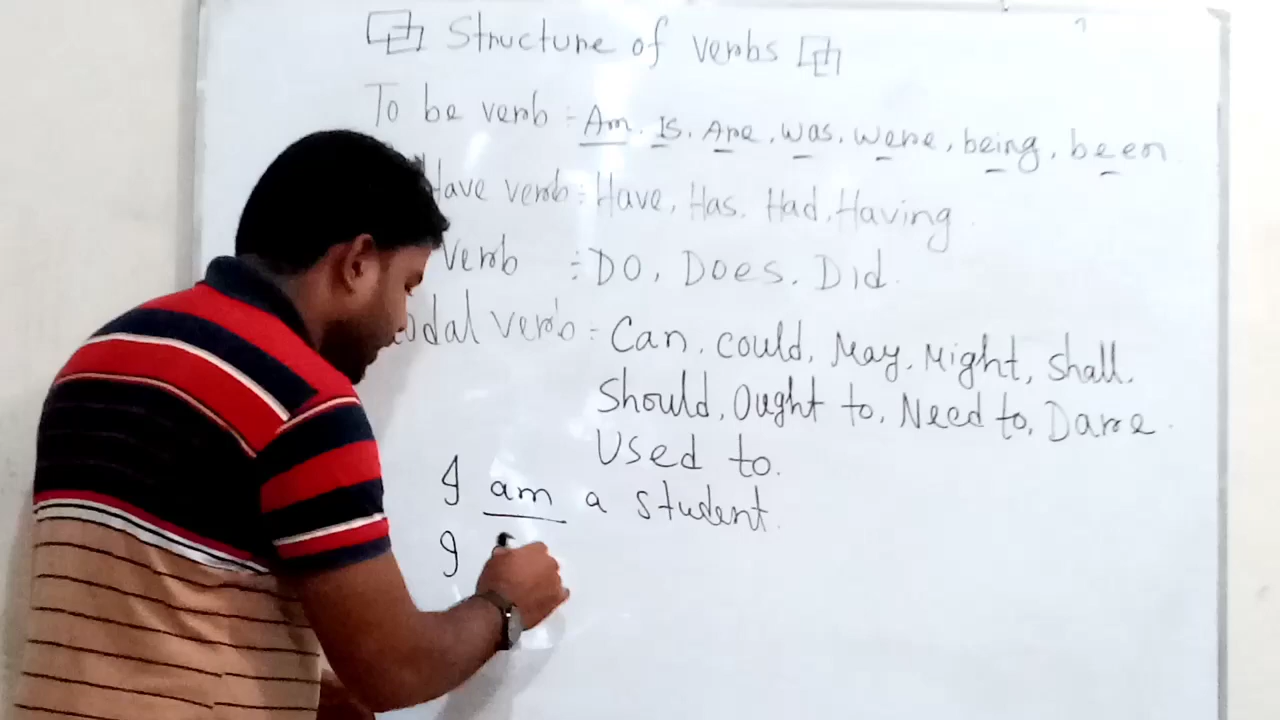 Structure of verbs
To be verb ÷ Am. Is. Are, was, were, being, been
Have verb ÷ Have, Has. Had, Having.
verb ÷ DO, Does. Did.
Modal verb ÷ Can, could, May, Might, shall,
Should, Ought to, Need to, Dare.
Used to.
I am a student.
I